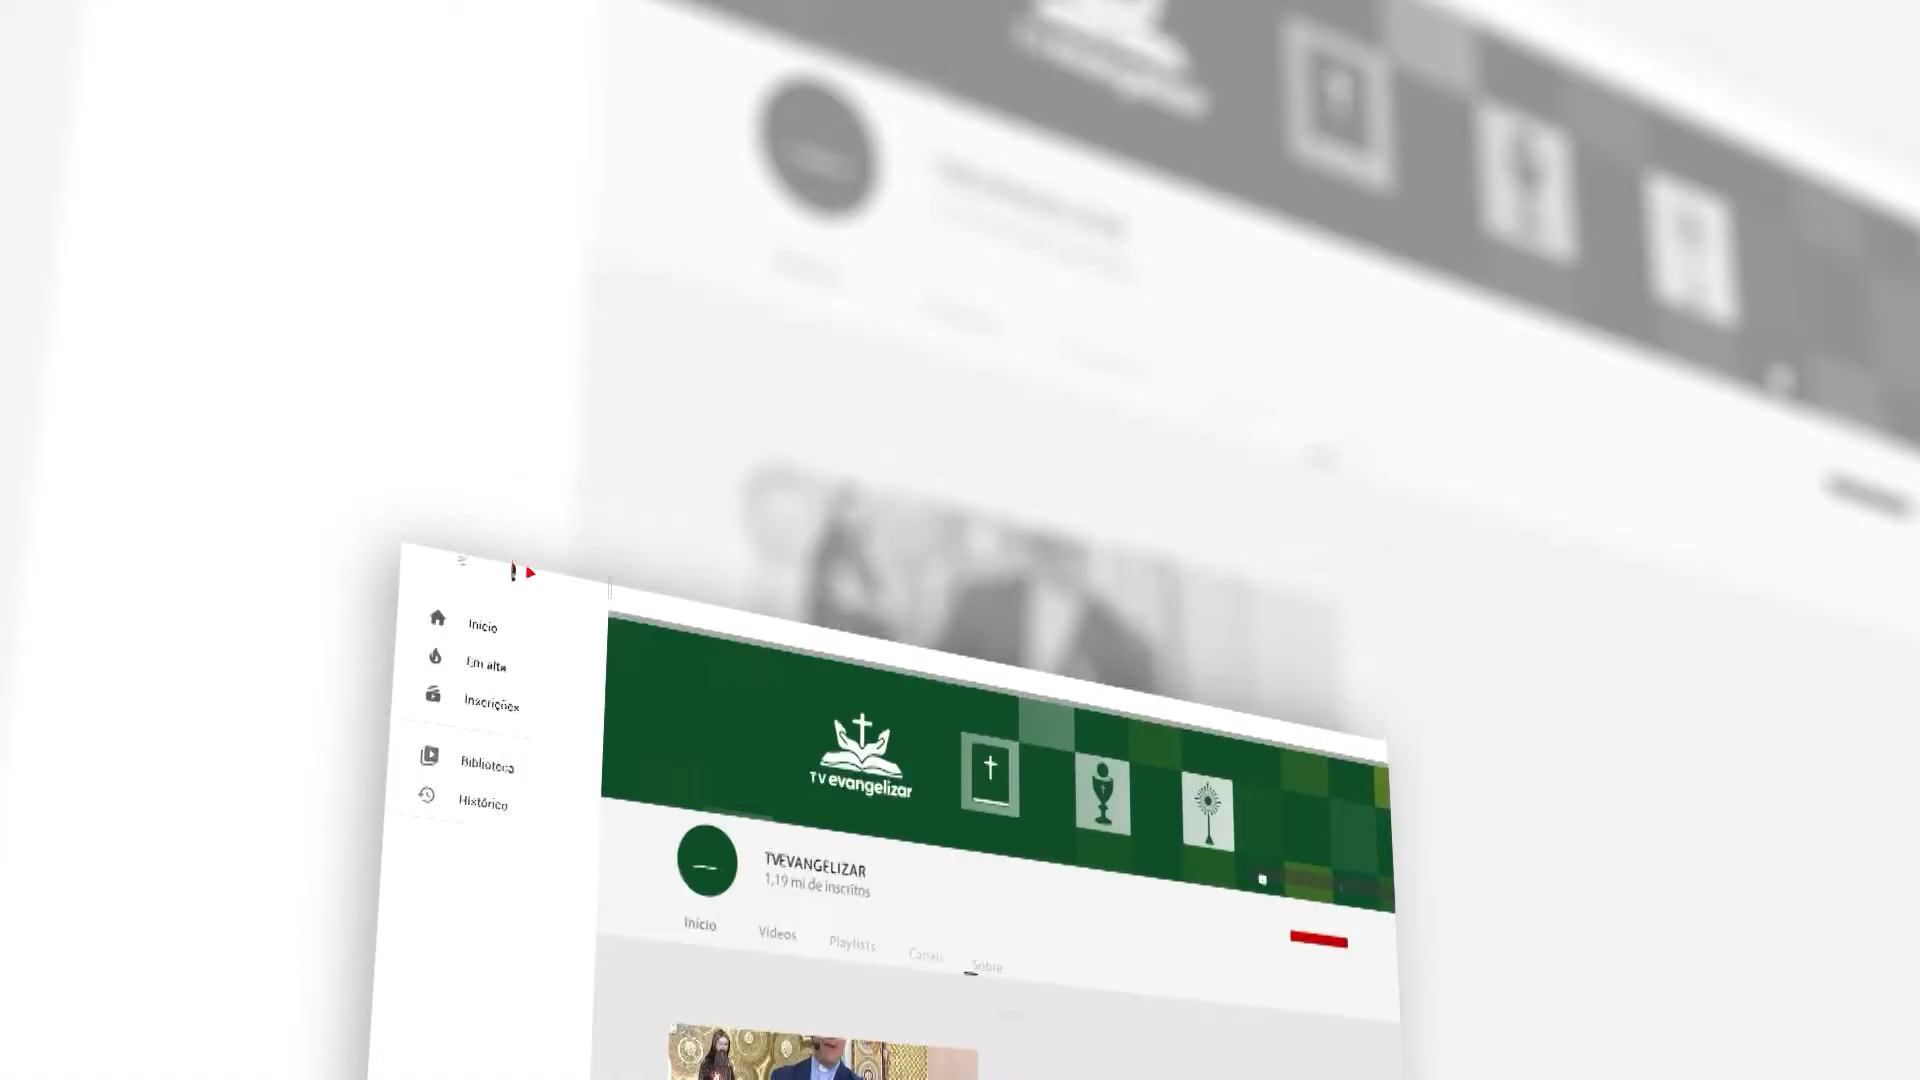 Início
Em alta
Inscrições
Biblioteca
Histórico
TV evangelizar
TVEVANGELIZAR
1,19 mi de inscritos
Início
Vídeos
Playlists
Canais
Sobre